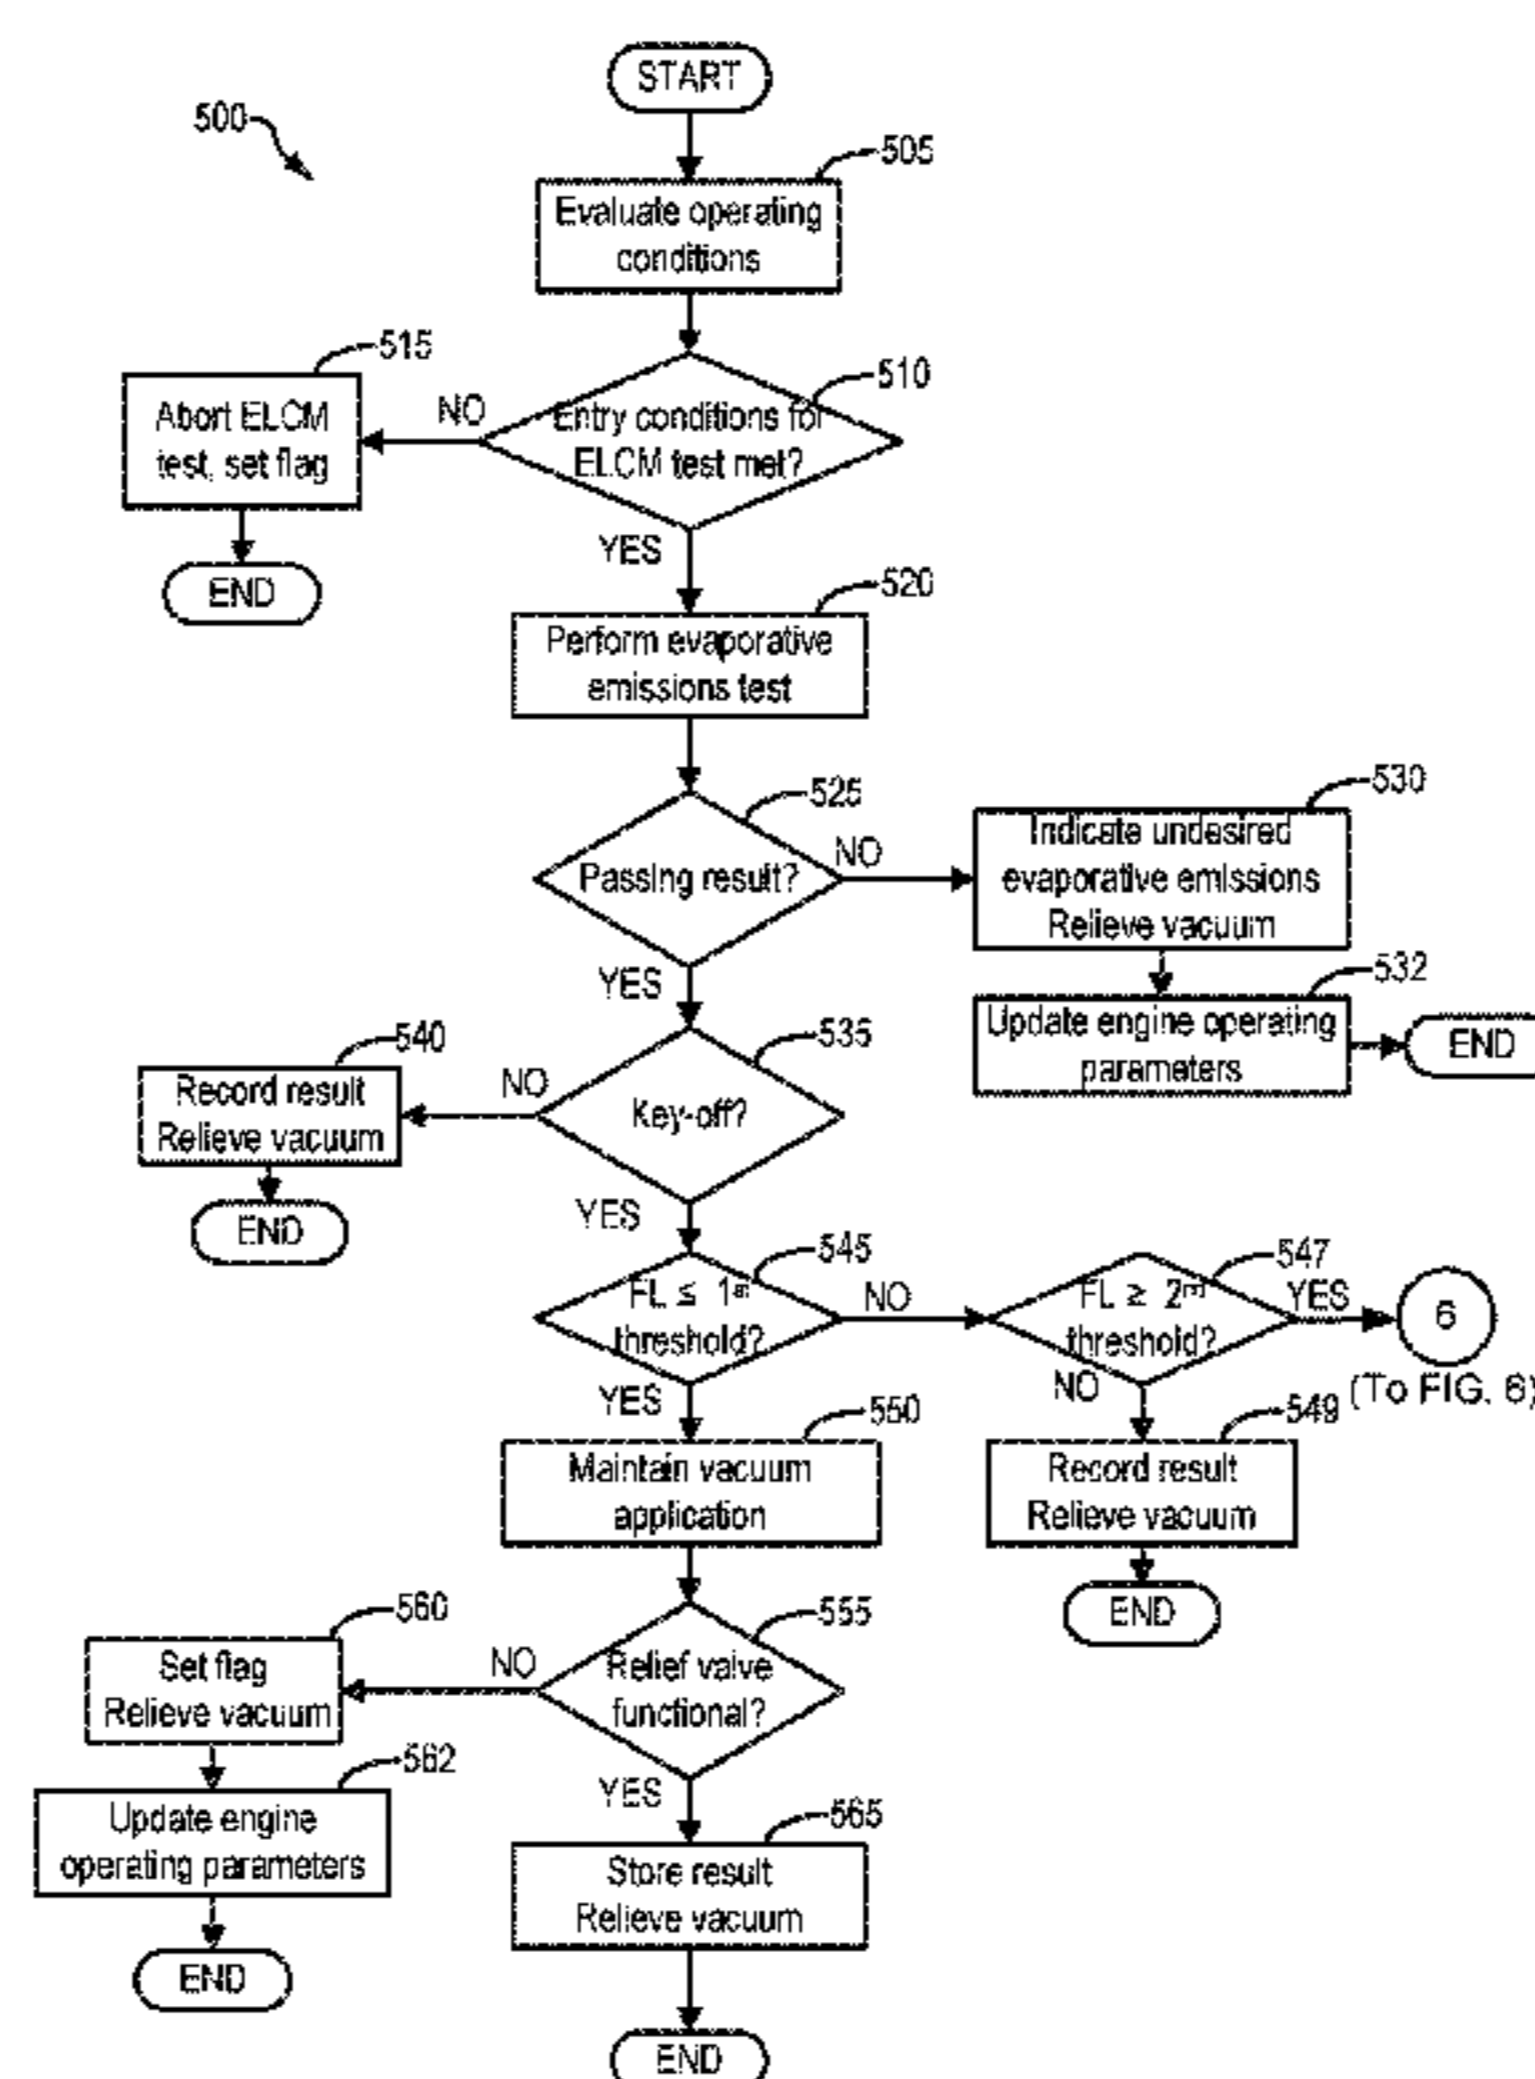 START
500
505
Evaluate operating
conditions
515
510
Abort ELCM
test, set flag
NO
Entry conditions for
ELCM test met?
END
YES
520
Perform evaporative
emissions test
525
Passing result?
NO
530
Indicate undesired
evaporative emissions
Relieve vacuum
532
Update engine operating
parameters
END
YES
535
Key-off?
540
NO
Record result
Relieve vacuum
END
YES
545
FL ≤ 1st
threshold?
NO
547
FL ≥ 2nd
threshold?
YES
6
(To FIG. 6)
YES
NO
549
Record result
Relieve vacuum
END
550
Maintain vacuum
application
555
Relief valve
functional?
560
NO
Set flag
Relieve vacuum
562
Update engine
operating parameters
END
YES
565
Store result
Relieve vacuum
END